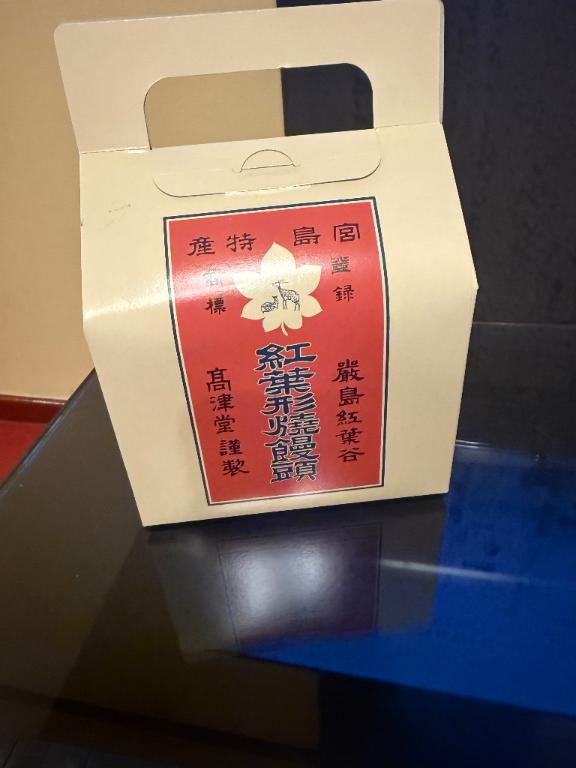 宮島特産
登録
商標
嚴島紅葉谷
紅葉形燒饅頭
髙津堂謹製